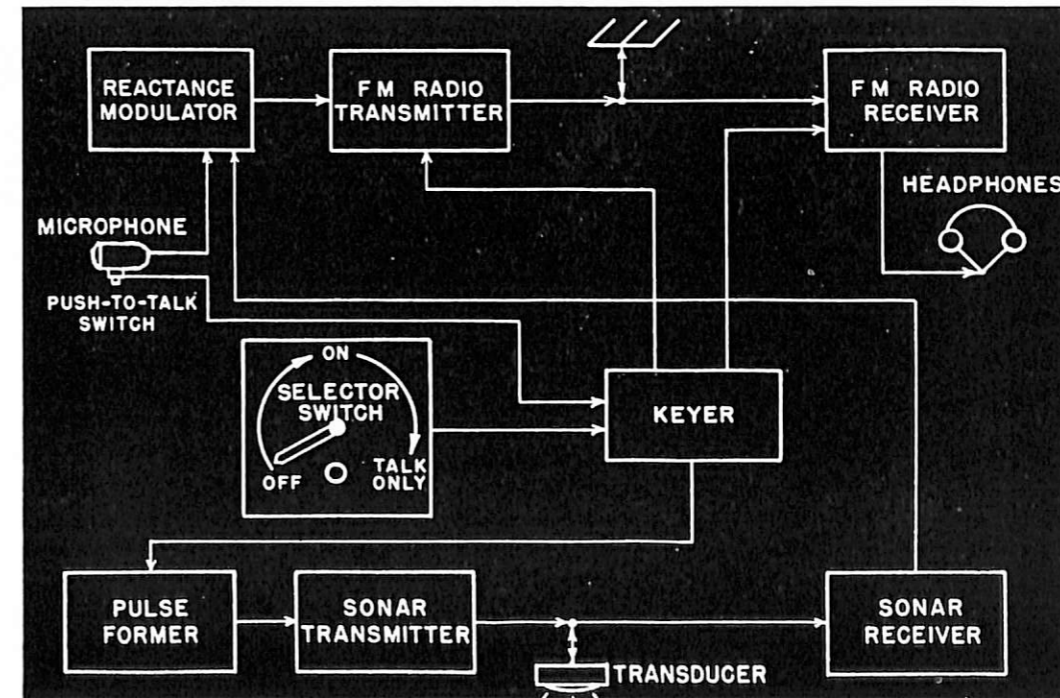 REACTANCE
MODULATOR
FM RADIO
TRANSMITTER
FM RADIO
RECEIVER
HEADPHONES
MICROPHONE
PUSH-TO-TALK
SWITCH
ON
SELECTOR
SWITCH
OFF
TALK
ONLY
KEYER
PULSE
FORMER
SONAR
TRANSMITTER
TRANSDUCER
SONAR
RECEIVER